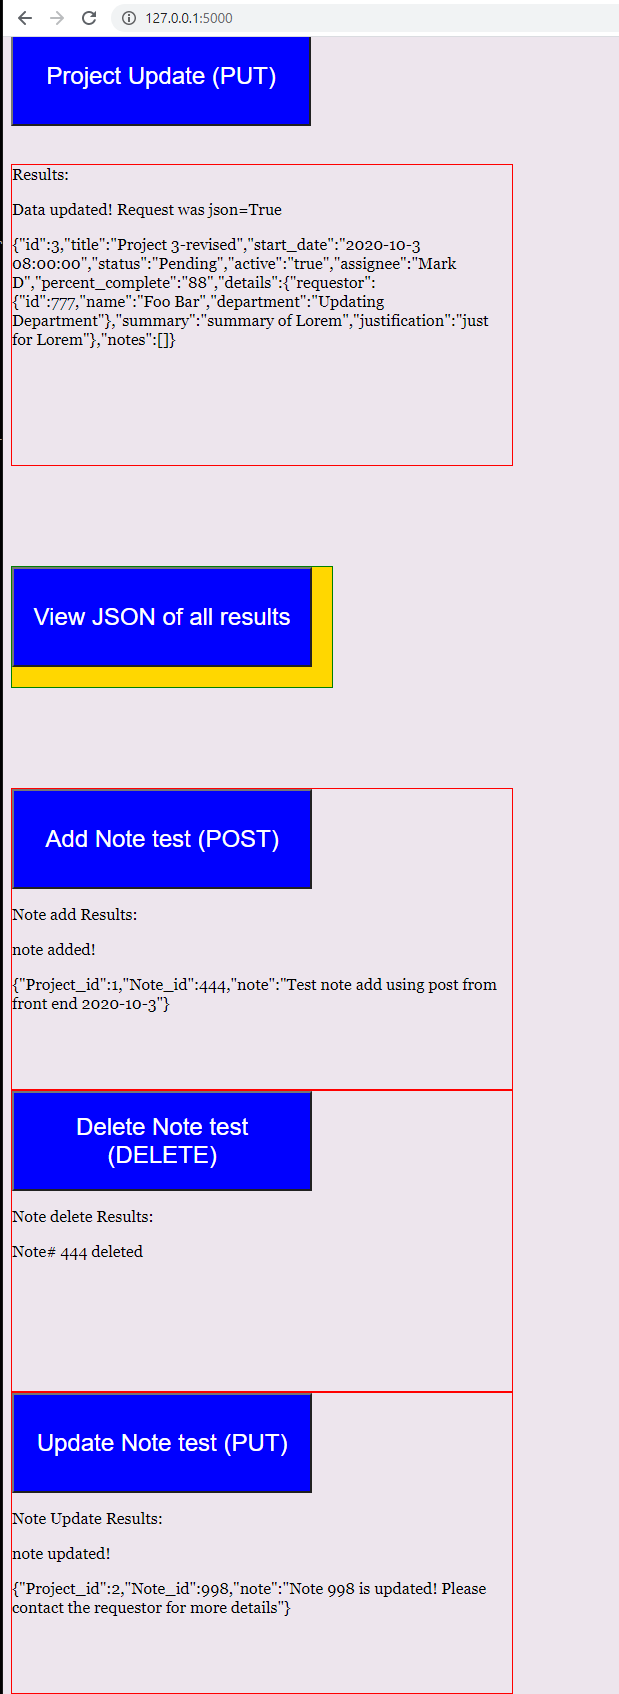 127.0.0.1:5000
Project Update (PUT)
Results:
Data updated! Request was json=True
{"id":3,"title":"Project 3-revised","start_date":"2020-10-3
08:00:00","status":"Pending","active":"true","assignee":"Mark
D","percent_complete":"88","details":{"requestor":
{"id":777,"name":"Foo Bar","department":"Updating
Department"},"summary":"summary of Lorem","justification":"just
for Lorem"},"notes":[]}
View JSON of all results
Add Note test (POST)
Note add Results:
note added!
{"Project_id":1,"Note_id":444,"note":"Test note add using post from
front end 2020-10-3"}
Delete Note test
(DELETE)
Note delete Results:
Note# 444 deleted
Update Note test (PUT)
Note Update Results:
note updated!
{"Project_id":2,"Note_id":998,"note":"Note 998 is updated! Please
contact the requestor for more details"}